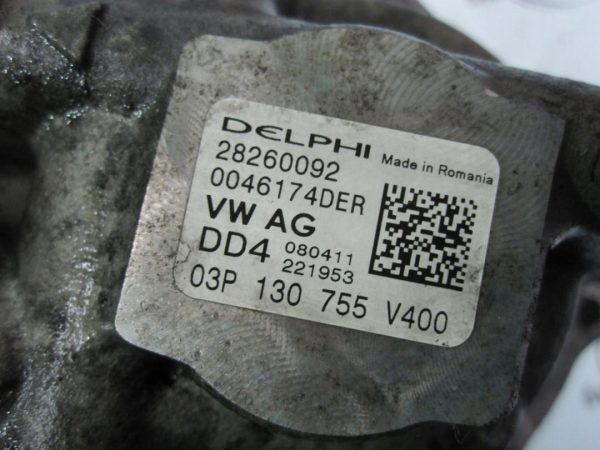 DELPHI
28260092 Made in Romania
0046174DER
VW AG
DD4 080411
221953
03P 130 755 V400